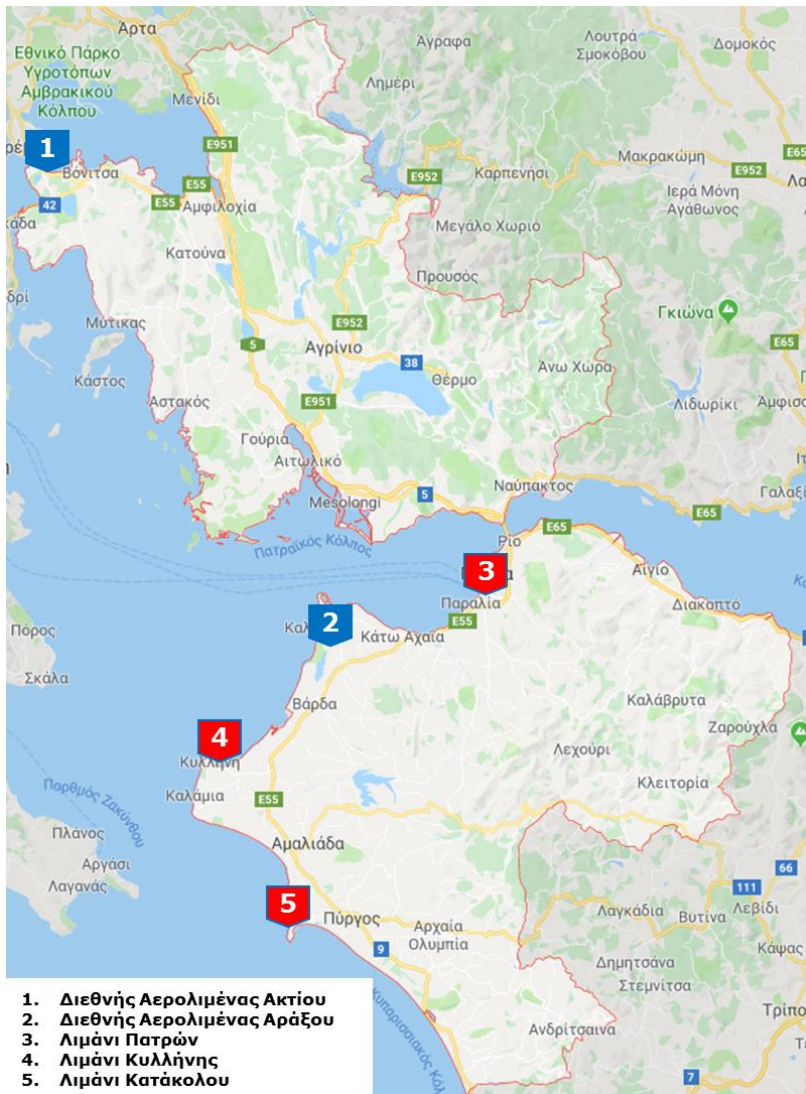 Άρτα
Άγραφα
Λουτρά
Σμοκόβου
Δομοκός
Εθνικό Πάρκο
Υγροτόπων
Αμβρακικού
Κόλπου
Λημέρι
Μενίδι
E951
E65
1
Μακρακώμη
E952
Καρπενήσι
E952
Βόνιτσα
E55
Ιερά Μονή
Αγάθωνος
42
E55
Αμφιλοχία
Μεγάλο Χωριό
Κατούνα
Προυσός
Γκιώνα
Μύτικας
E952
5
Αγρίνιο
E65
38
Άνω Χώρα
Κάστος
Θέρμο
Αστακός
E951
Λιδωρίκι
Γούρια
Αιτωλικό
Ναύπακτος
5
Mesolongi
E65
E65
Πατραϊκός Κόλπος
Ρίο
3
Αίγιο
Παραλία
Διακοπτό
2
E55
Πόρος
Κάτω Αχαΐα
Σκάλα
Καλάβρυτα
Βάρδα
Ζαρούχλα
4
Λεχούρι
Κυλλήνη
Κλειτορία
Πορθμός Ζακύνθου
Καλάμια
E55
Πλάνος
Αμαλιάδα
Αργάσι
66
Λαγανάς
111
5
Λαγκάδια
Βυτίνα
Λεβίδι
Πύργος
Αρχαία
Ολυμπία
9
Κάψας
Δημητσάνα
Στεμνίτσα
Ανδρίτσαινα
7
1. Διεθνής Αερολιμένας Ακτίου
2. Διεθνής Αερολιμένας Αράξου
3. Λιμάνι Πατρών
4. Λιμάνι Κυλλήνης
5. Λιμάνι Κατάκολου